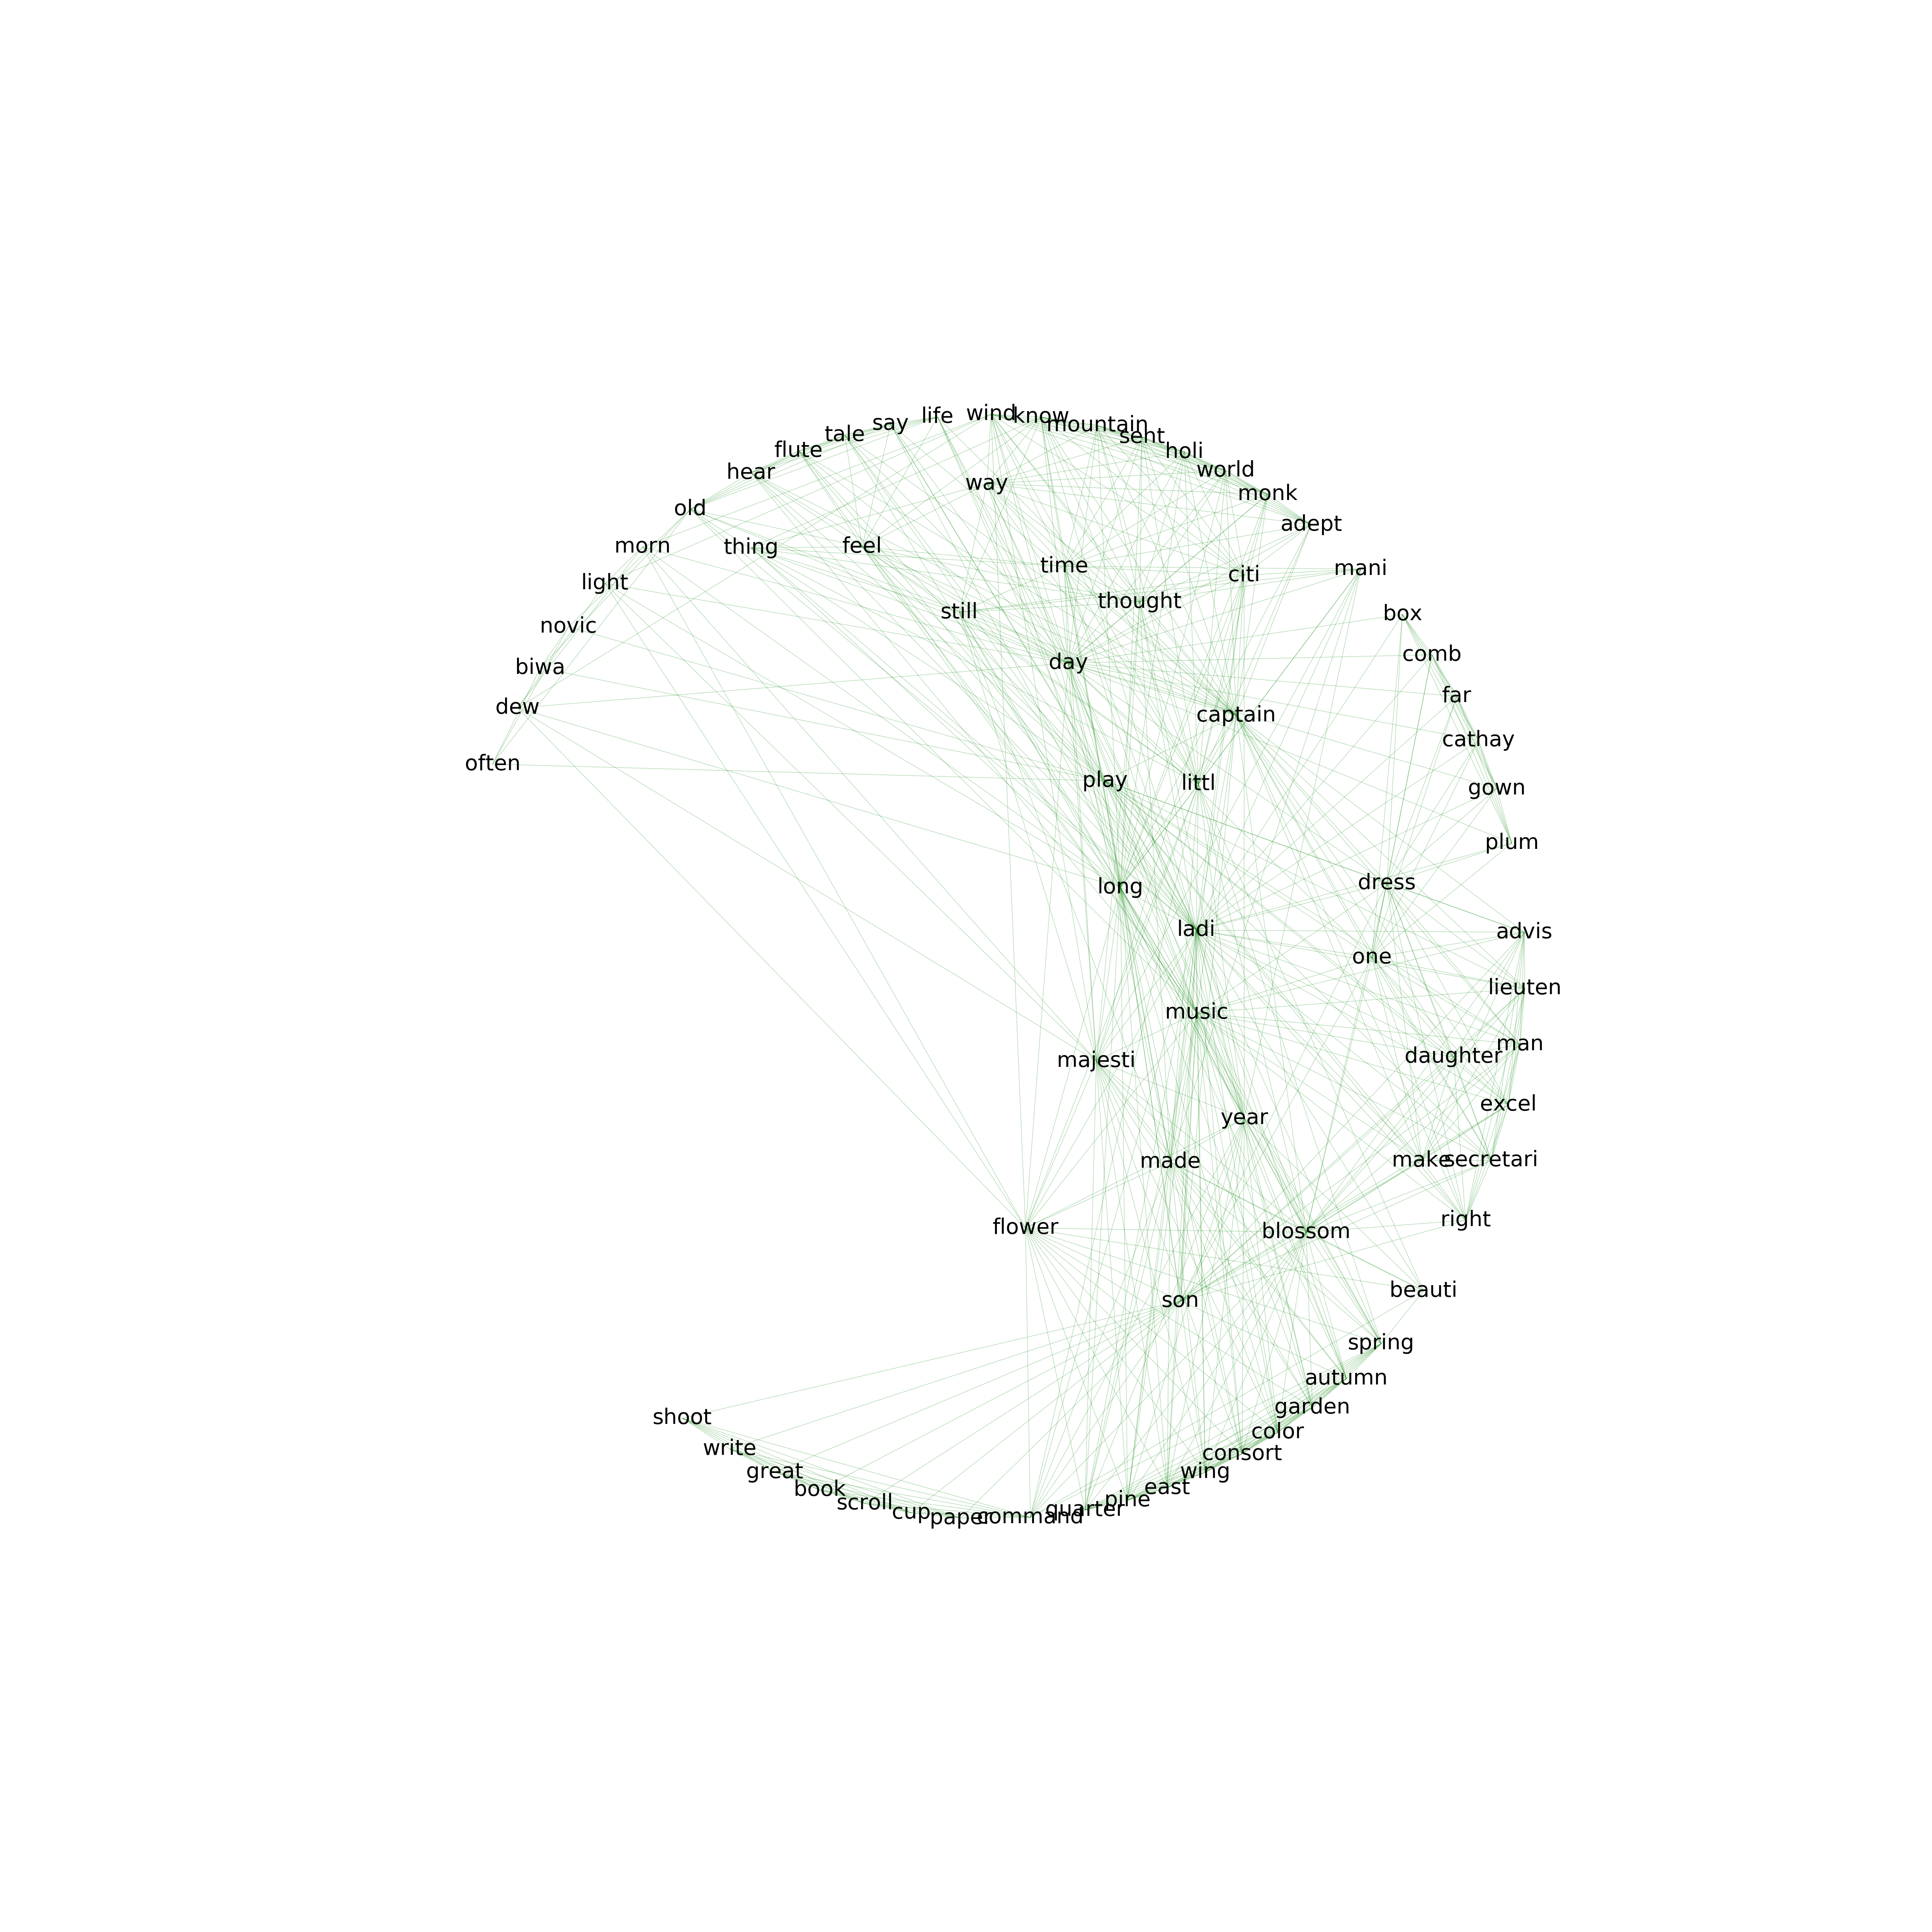 life
wind
know
say
mountain
tale
sent
flute
holi
hear
world
way
monk
old
adept
morn
thing
feel
time
mani
citi
light
thought
still
box
novic
comb
day
biwa
far
dew
captain
cathay
often
play
littl
gown
plum
dress
long
ladi
advis
one
lieuten
music
man
daughter
majesti
excel
year
made
make
secretari
right
flower
blossom
beauti
son
spring
autumn
garden
shoot
color
write
consort
great
wing
book
east
scroll
pine
quarter
cup
paper
command